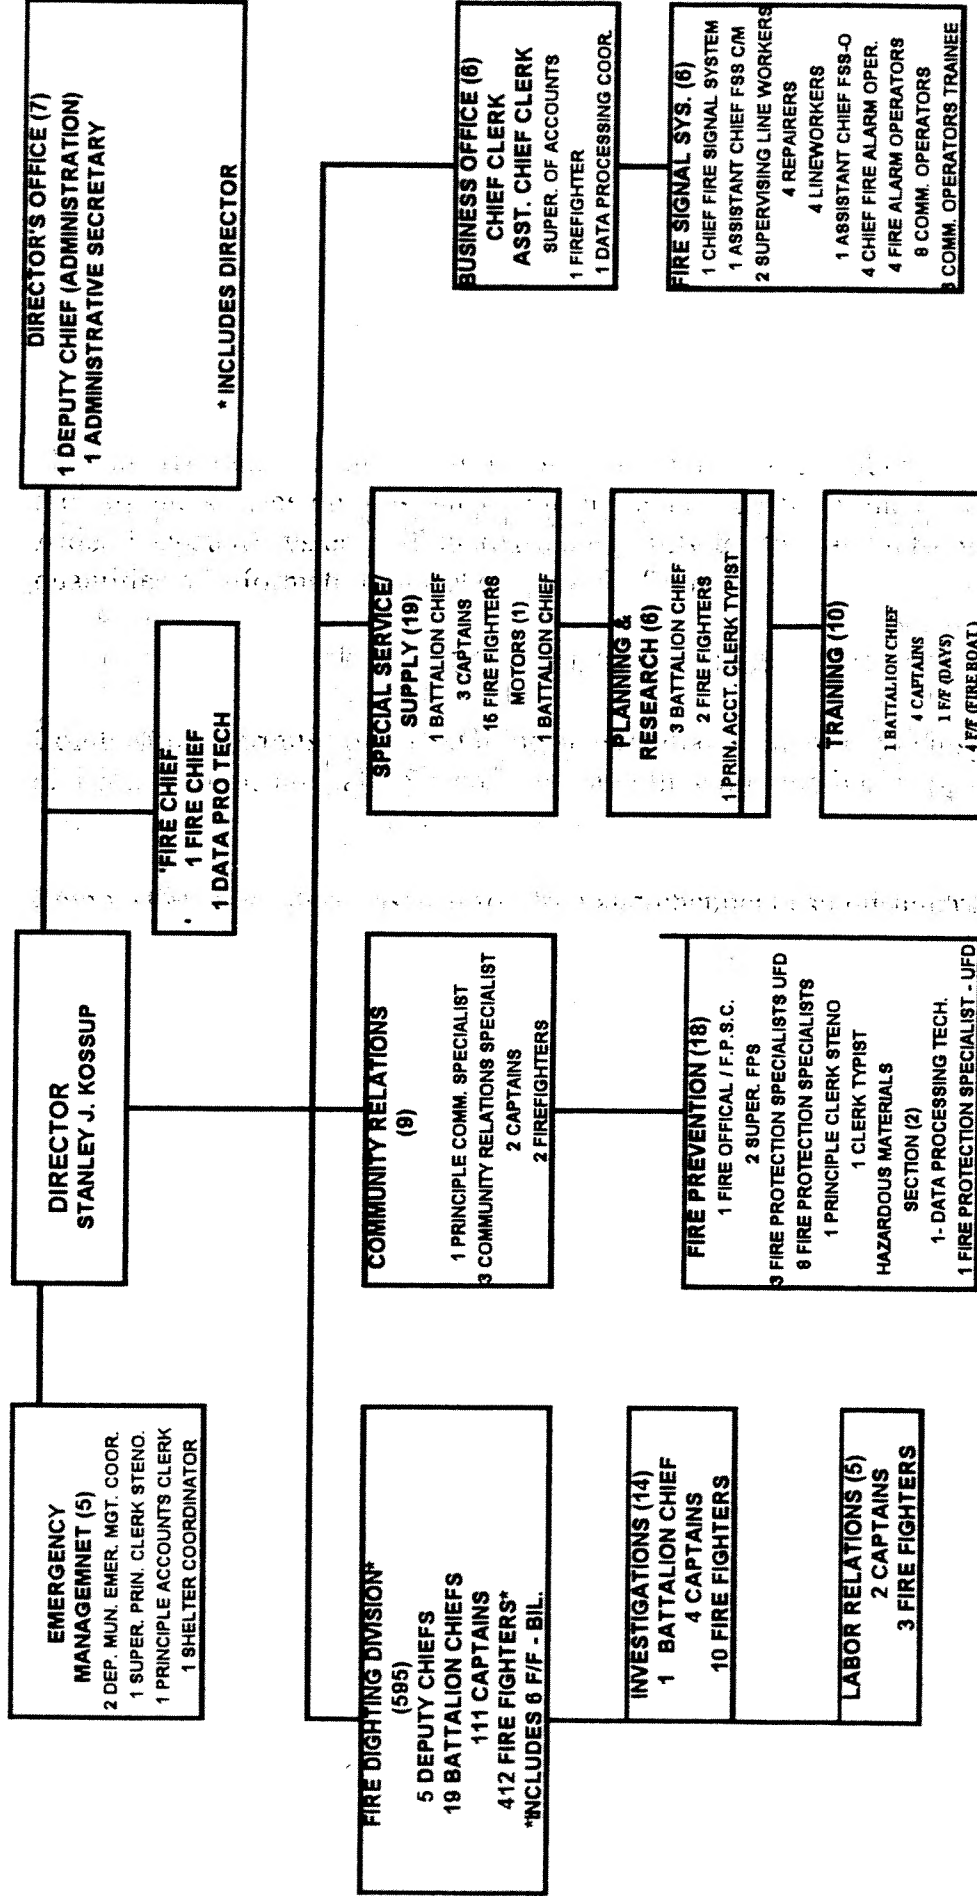 EMERGENCY
MANAGEMNET (5)
2 DEP. MUN. EMER. MGT. COOR.
1 SUPER. PRIN. CLERK STENO.
1 PRINCIPLE ACCOUNTS CLERK
1 SHELTER COORDINATOR
DIRECTOR
STANLEY J. KOSSUP
'FIRE CHIEF
1 FIRE CHIEF
1 DATA PRO TECH
DIRECTOR'S OFFICE (7)
1 DEPUTY CHIEF (ADMINISTRATION)
1 ADMINISTRATIVE SECRETARY
* INCLUDES DIRECTOR
FIRE DIGHTING DIVISION*
(595)
5 DEPUTY CHIEFS
19 BATTALION CHIEFS
111 CAPTAINS
412 FIRE FIGHTERS*
*INCLUDES 6 F/F - BIL.
INVESTIGATIONS (14)
1 BATTALION CHIEF
4 CAPTAINS
10 FIRE FIGHTERS
LABOR RELATIONS (5)
2 CAPTAINS
3 FIRE FIGHTERS
COMMUNITY RELATIONS
(9)
1 PRINCIPLE COMM. SPECIALIST
3 COMMUNITY RELATIONS SPECIALIST
2 CAPTAINS
2 FIREFIGHTERS
FIRE PREVENTION (18)
1 FIRE OFFICAL / F.P.S.C.
2 SUPER. FPS
3 FIRE PROTECTION SPECIALISTS UFD
8 FIRE PROTECTION SPECIALISTS
1 PRINCIPLE CLERK STENO
1 CLERK TYPIST
HAZARDOUS MATERIALS
SECTION (2)
1- DATA PROCESSING TECH.
1 FIRE PROTECTION SPECIALIST - UFD
SPECIAL SERVICE/
SUPPLY (19)
1 BATTALION CHIEF
3 CAPTAINS
16 FIRE FIGHTERS
MOTORS (1)
1 BATTALION CHIEF
PLANNING &
RESEARCH (6)
3 BATTALION CHIEF
2 FIRE FIGHTERS
1 PRIN. ACCT. CLERK TYPIST
TRAINING (10)
1 BATTALION CHIEF
4 CAPTAINS
1 F/F (DAYS)
4 F/F (FIRE BOAT)
BUSINESS OFFICE (6)
CHIEF CLERK
ASST. CHIEF CLERK
SUPER. OF ACCOUNTS
1 FIREFIGHTER
1 DATA PROCESSING COOR.
FIRE SIGNAL SYS. (6)
1 CHIEF FIRE SIGNAL SYSTEM
1 ASSISTANT CHIEF FSS C/M
2 SUPERVISING LINE WORKERS
4 REPAIRERS
4 LINEWORKERS
1 ASSISTANT CHIEF FSS-O
4 CHIEF FIRE ALARM OPER.
4 FIRE ALARM OPERATORS
8 COMM. OPERATORS
COMM. OPERATORS TRAINEE